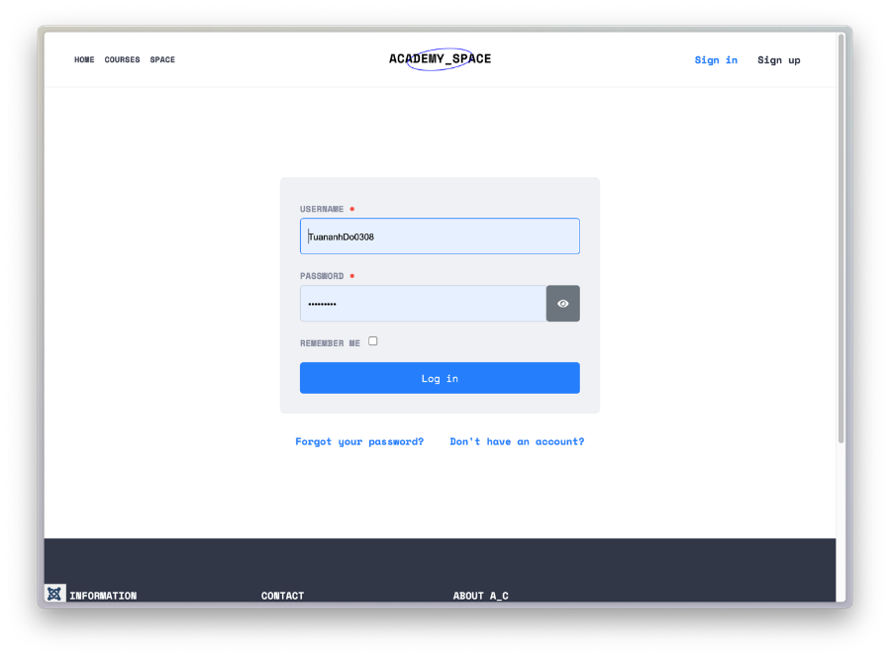 HOME COURSES SPACE ACADEMY_SPACE Sign in Sign up
USERNAME
TuananhDo0308
PASSWORD
•••••••••
REMEMBER ME
Log in
Forgot your password? Don't have an account?
INFORMATION CONTACT ABOUT A_C